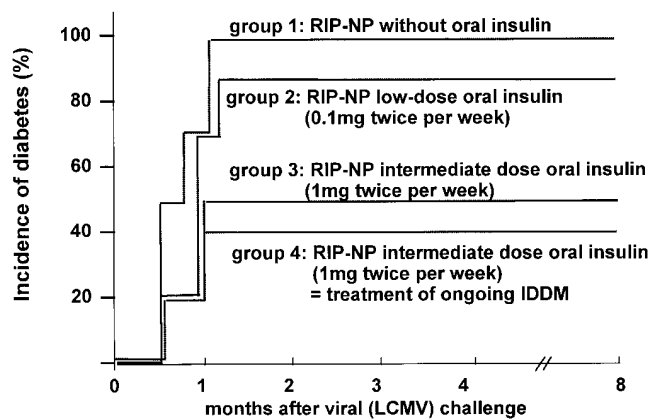 100
80
60
40
20
Incidence of diabetes (%)
group 1: RIP-NP without oral insulin
group 2: RIP-NP low-dose oral insulin
(0.1mg twice per week)
group 3: RIP-NP intermediate dose oral insulin
(1mg twice per week)
group 4: RIP-NP intermediate dose oral insulin
(1mg twice per week)
= treatment of ongoing IDDM
0 1 2 3 4 // 8
months after viral (LCMV) challenge